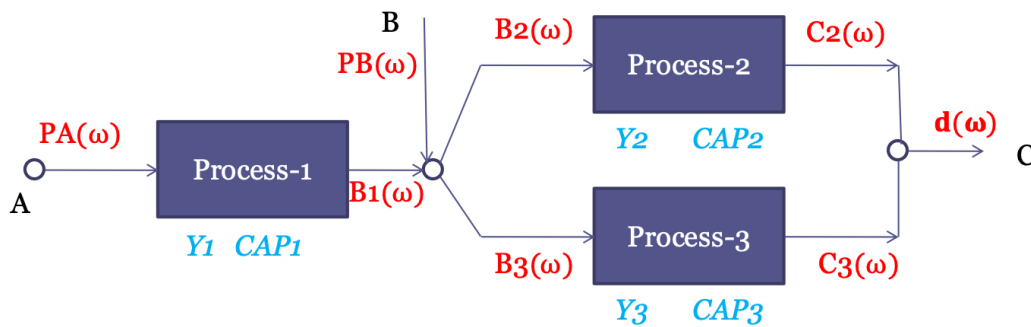 B
B2(ω)
Process-2
C2(ω)
PB(ω)
PA(ω)
Y2 CAP2
d(ω)
A
Process-1
B1(ω)
C
Y1 CAP1
Process-3
B3(ω)
C3(ω)
Y3 CAP3